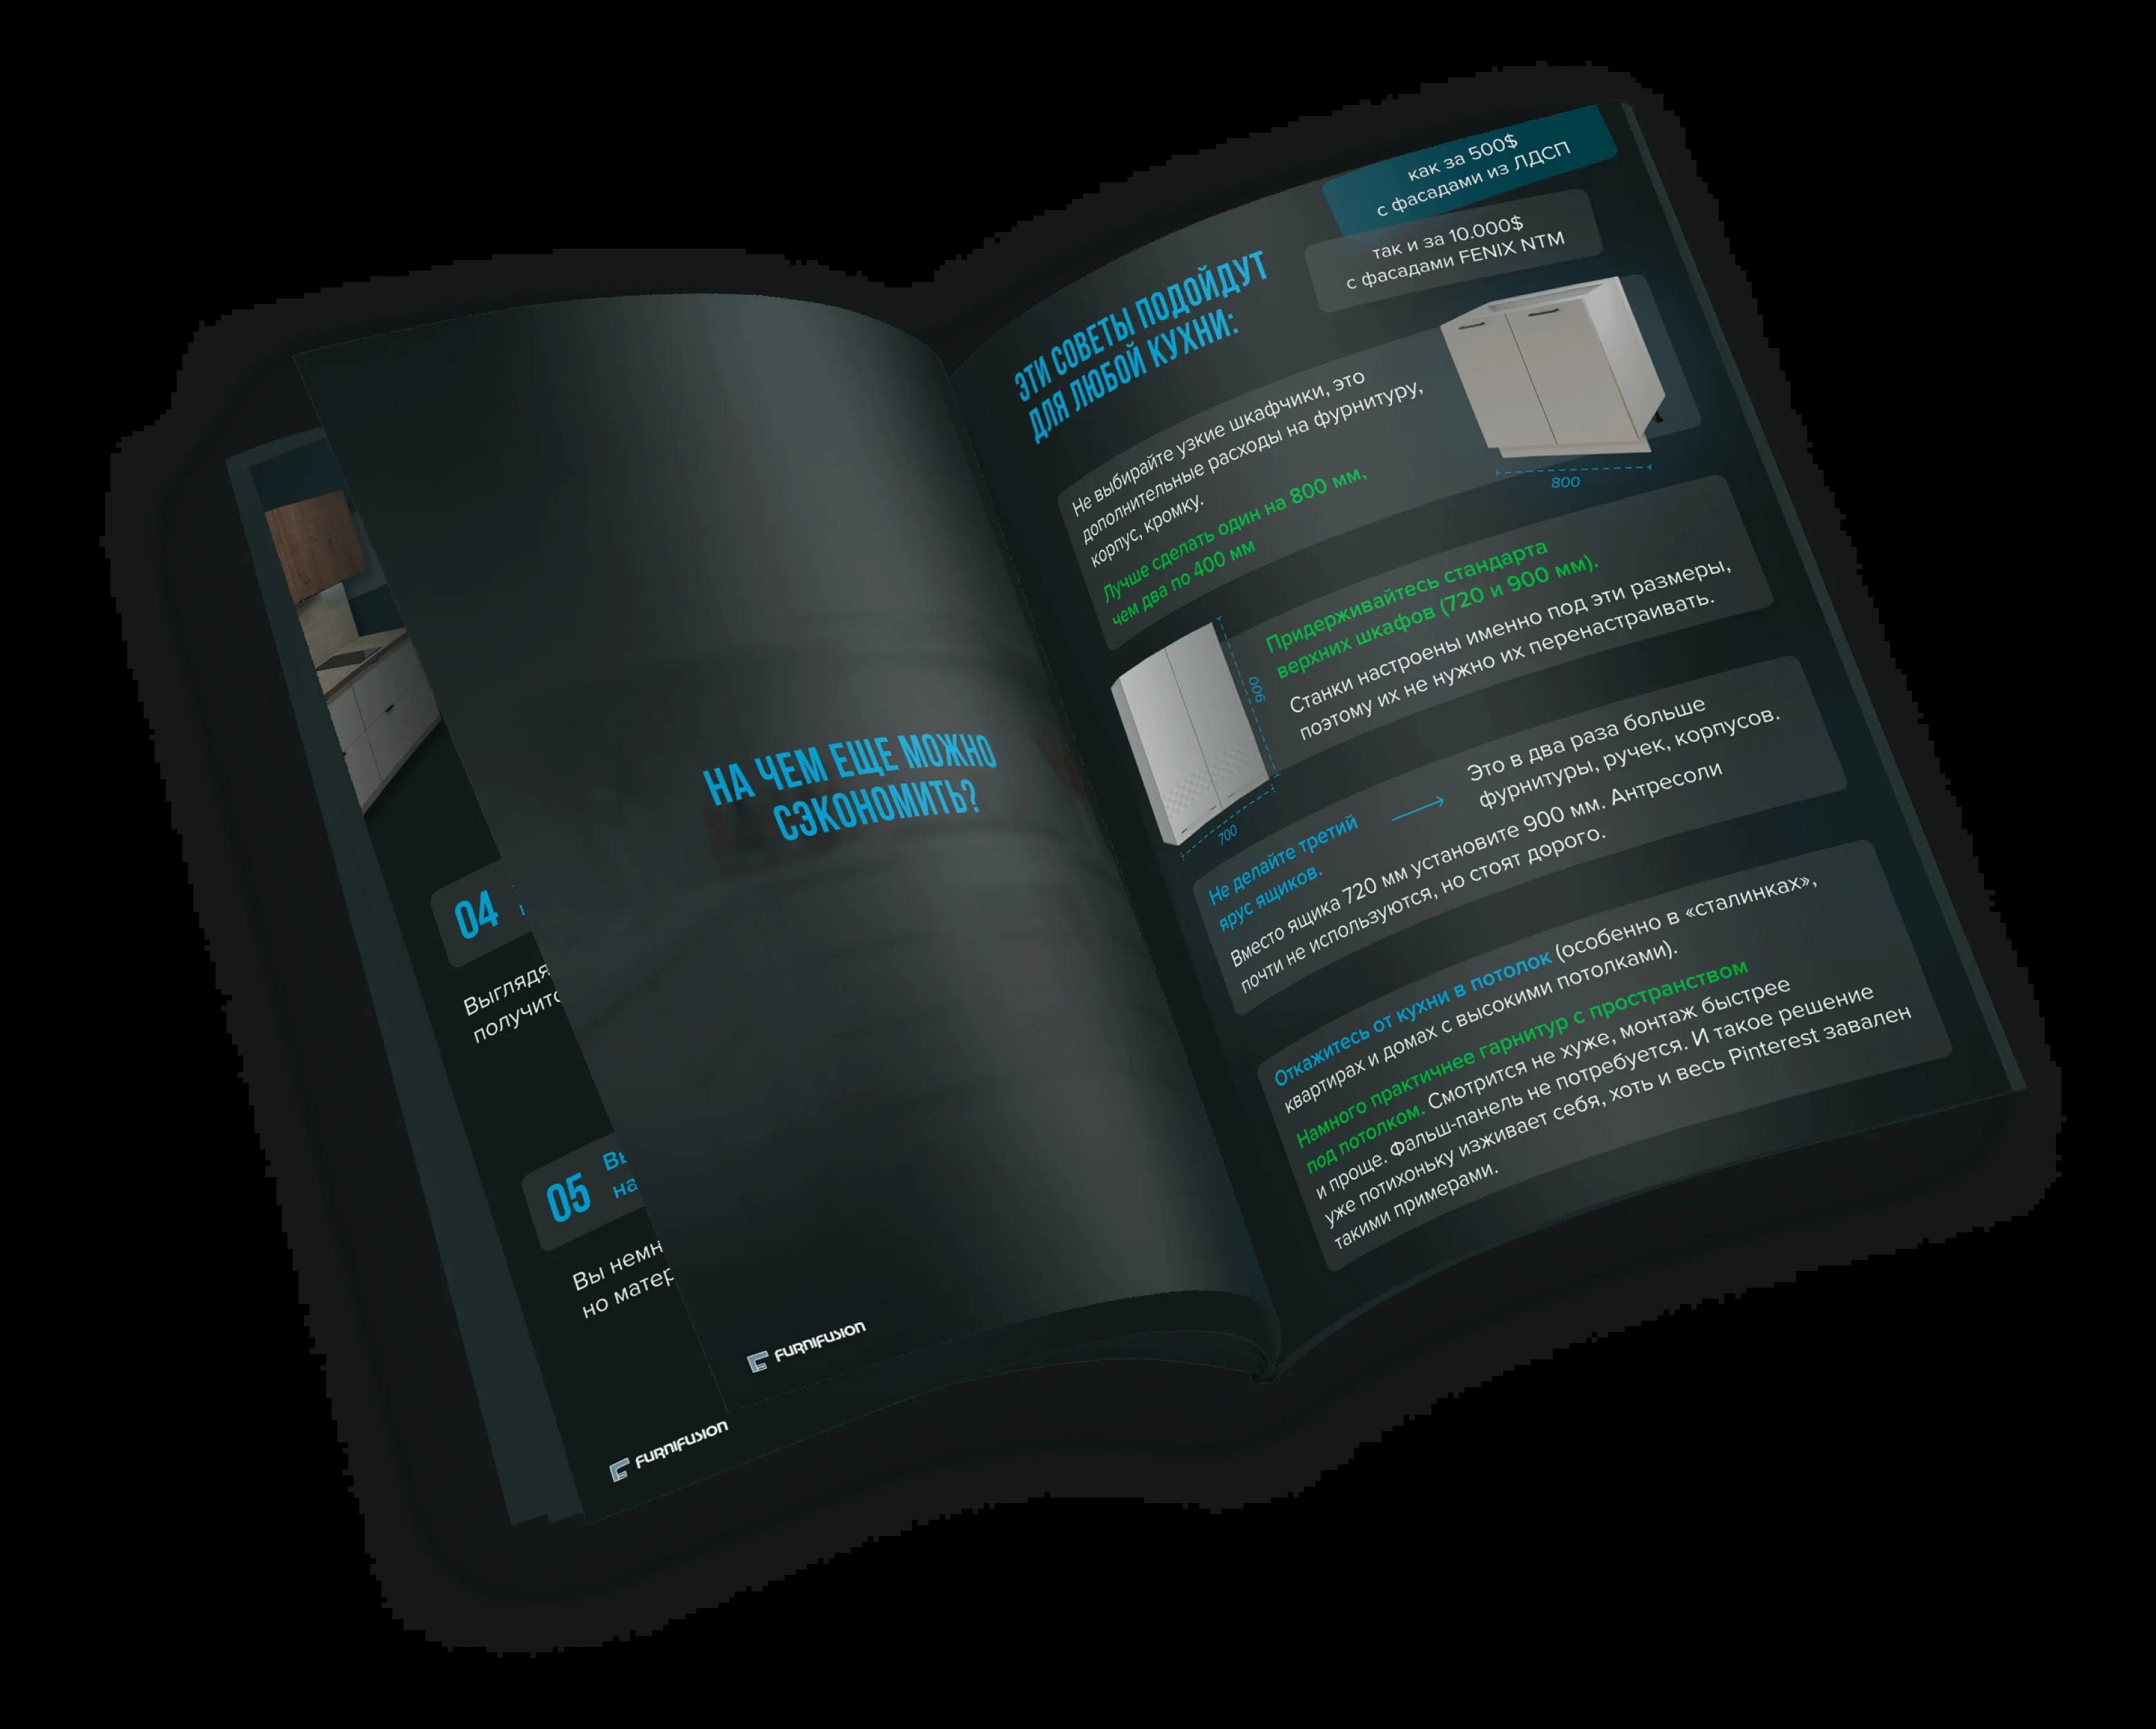 04
Выглядя
получитс
05
Вы
на
Вы немн
но матер
FURNIFUSION
НА ЧЕМ ЕЩЕ МОЖНО
СЭКОНОМИТЬ?
FURNIFUSION
ЭТИ СОВЕТЫ ПОДОЙДУТ
ДЛЯ ЛЮБОЙ КУХНИ:
как за 500$
с фасадами из ЛДСП
так и за 10.000$
с фасадами FENIX NTM
Не выбирайте узкие шкафчики, это
дополнительные расходы на фурнитуру,
корпус, кромку.
Лучше сделать один на 800 мм,
чем два по 400 мм
800
Придерживайтесь стандарта
верхних шкафов (720 и 900 мм).
Станки настроены именно под эти размеры,
поэтому их не нужно их перенастраивать.
900
700
Не делайте третий
ярус ящиков.
Это в два раза больше
фурнитуры, ручек, корпусов.
Вместо ящика 720 мм установите 900 мм. Антресоли
почти не используются, но стоят дорого.
Откажитесь от кухни в потолок (особенно в «сталинках»,
квартирах и домах с высокими потолками).
Намного практичнее гарнитур с пространством
под потолком. Смотрится не хуже, монтаж быстрее
и проще. Фальш-панель не потребуется. И такое решение
уже потихоньку изживает себя, хоть и весь Pinterest завален
такими примерами.